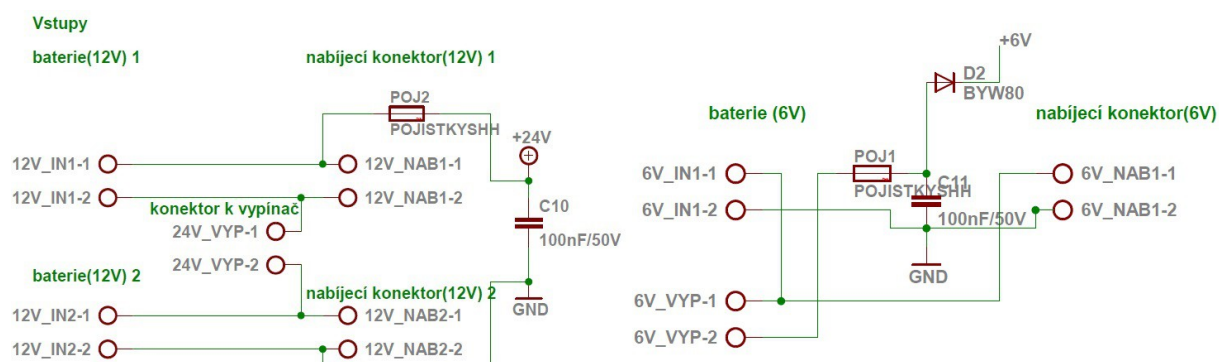 Vstupy
baterie(12V) 1
nabíjecí konektor(12V) 1
POJ2
POJISTKYSHH
+24V
12V_IN1-1
12V_NAB1-1
12V_IN1-2
12V_NAB1-2
konektor k vypínač
24V_VYP-1
C10
100nF/50V
24V_VYP-2
baterie(12V) 2
nabíjecí konektor(12V) 2
GND
12V_IN2-1
12V_NAB2-1
12V_IN2-2
12V_NAB2-2
+6V
D2
BYW80
baterie (6V)
nabíjecí konektor(6V)
POJ1
POJISTKYSHH
6V_IN1-1
6V_NAB1-1
C11
100nF/50V
6V_IN1-2
6V_NAB1-2
GND
6V_VYP-1
6V_VYP-2